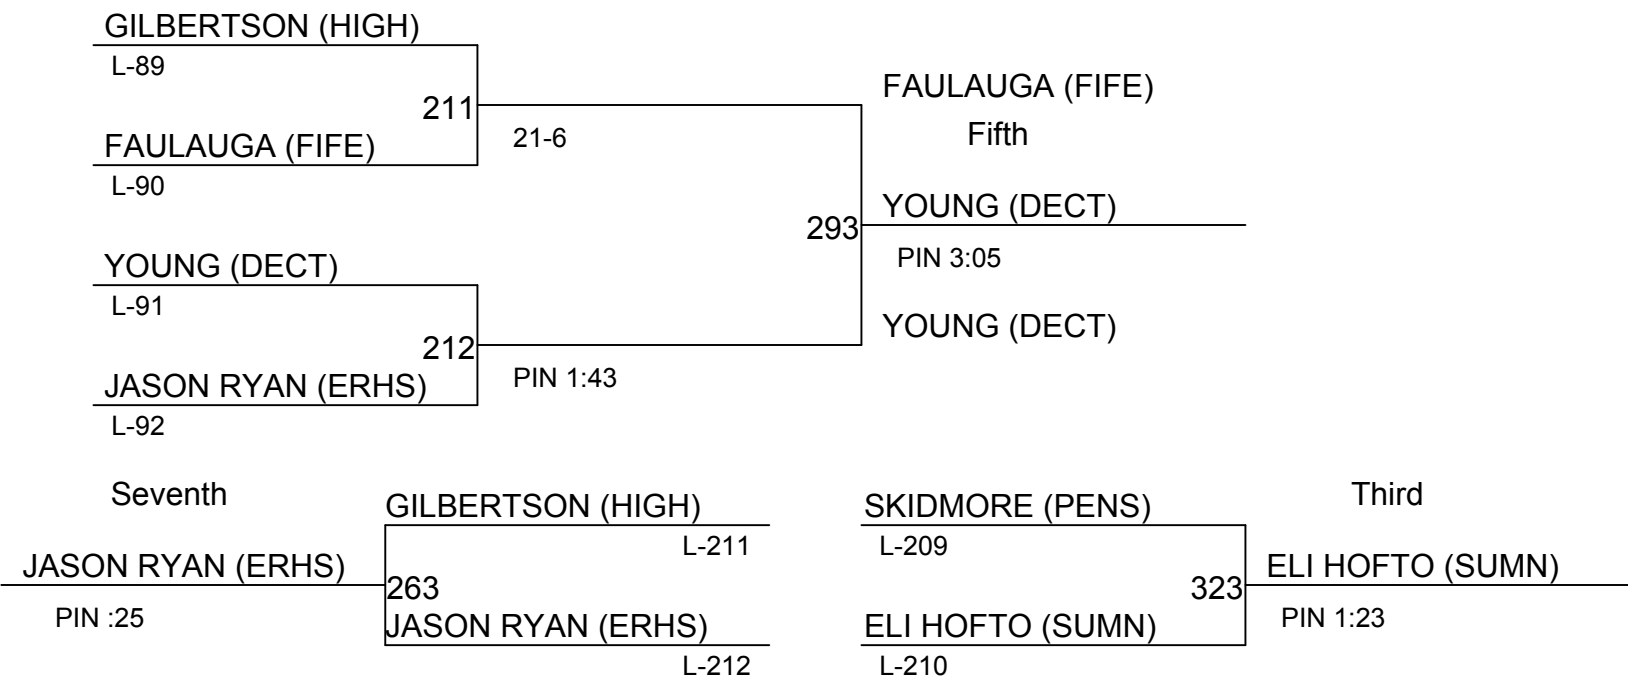 GILBERTSON (HIGH)
L-89
211
FAULAUGA (FIFE)
21-6
FAULAUGA (FIFE)
Fifth
L-90
YOUNG (DECT)
293
PIN 3:05
YOUNG (DECT)
L-91
212
YOUNG (DECT)
JASON RYAN (ERHS)
PIN 1:43
L-92
Seventh
GILBERTSON (HIGH)
L-211
JASON RYAN (ERHS)
263
PIN :25
JASON RYAN (ERHS)
L-212
SKIDMORE (PENS)
Third
L-209
323
ELI HOFTO (SUMN)
ELI HOFTO (SUMN)
PIN 1:23
L-210